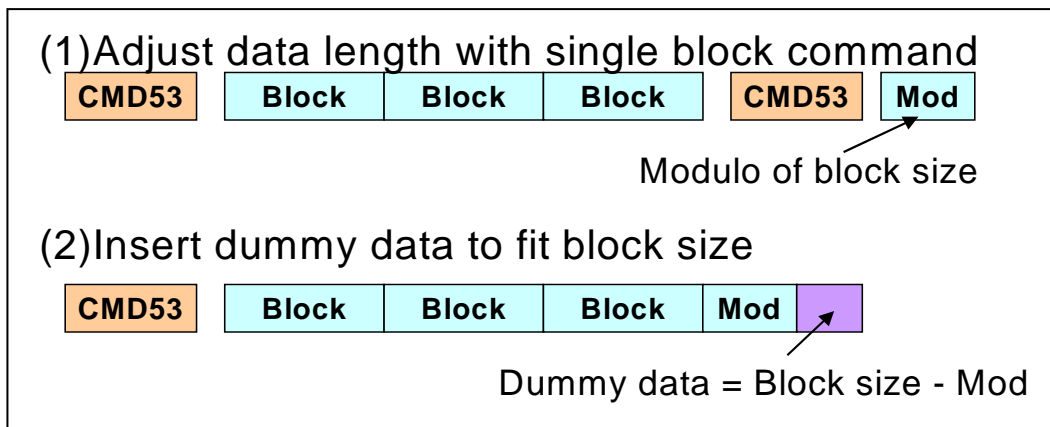 (1)Adjust data length with single block command
CMD53 Block Block Block CMD53 Mod
Modulo of block size
(2)Insert dummy data to fit block size
CMD53 Block Block Block Mod
Dummy data = Block size - Mod